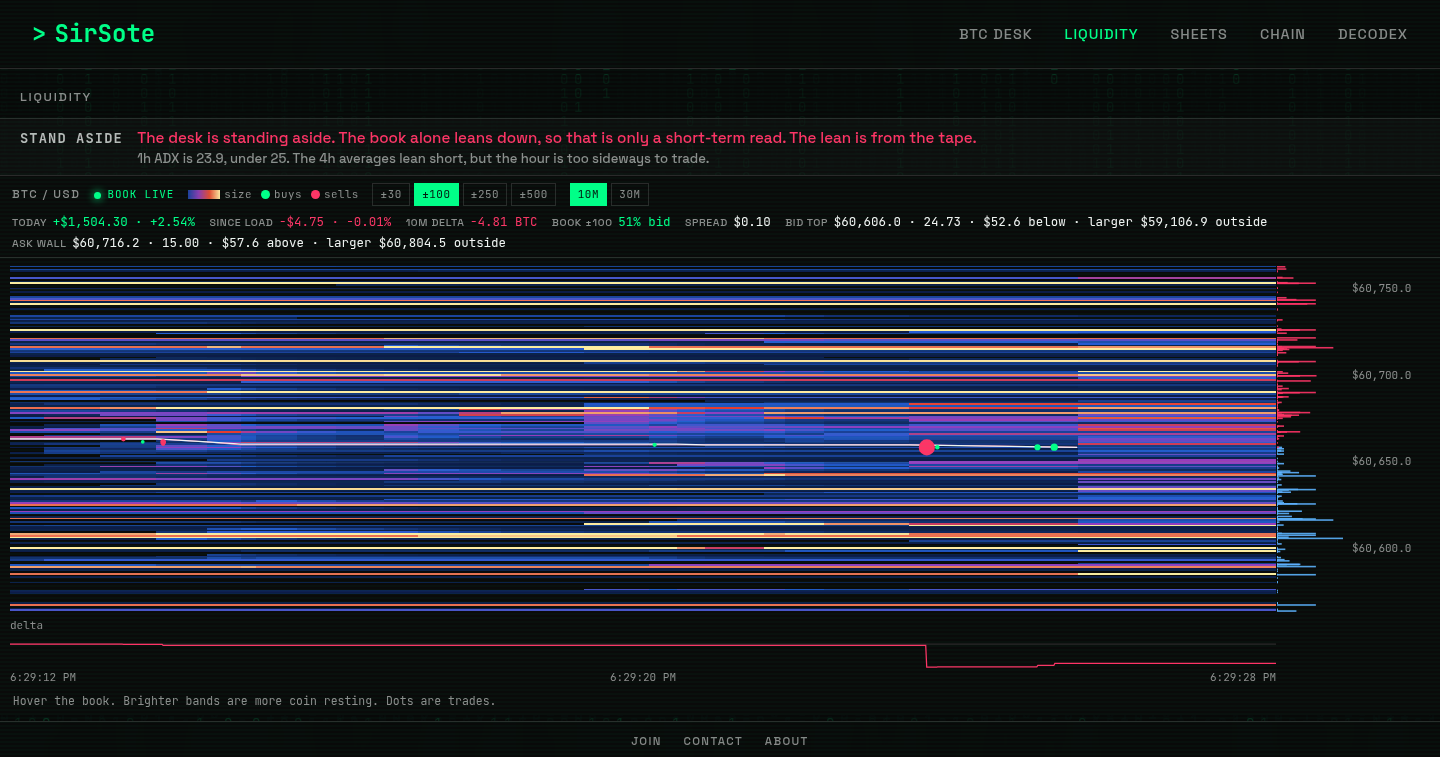 > SirSote
BTC DESK LIQUIDITY SHEETS CHAIN DECODEX
LIQUIDITY
STAND ASIDE The desk is standing aside. The book alone leans down, so that is only a short-term read. The lean is from the tape.
1h ADX is 23.9, under 25. The 4h averages lean short, but the hour is too sideways to trade.
BTC / USD BOOK LIVE size buys sells ±30 ±100 ±250 ±500 10M 30M
TODAY +$1,504.30 · +2.54% SINCE LOAD -$4.75 · -0.01% 10M DELTA -4.81 BTC BOOK ±100 51% bid SPREAD $0.10 BID TOP $60,606.0 · 24.73 · $52.6 below · larger $59,106.9 outside
ASK WALL $60,716.2 · 15.00 · $57.6 above · larger $60,804.5 outside
$60,750.0
$60,700.0
$60,650.0
$60,600.0
delta
6:29:12 PM 6:29:20 PM 6:29:28 PM
Hover the book. Brighter bands are more coin resting. Dots are trades.
JOIN CONTACT ABOUT